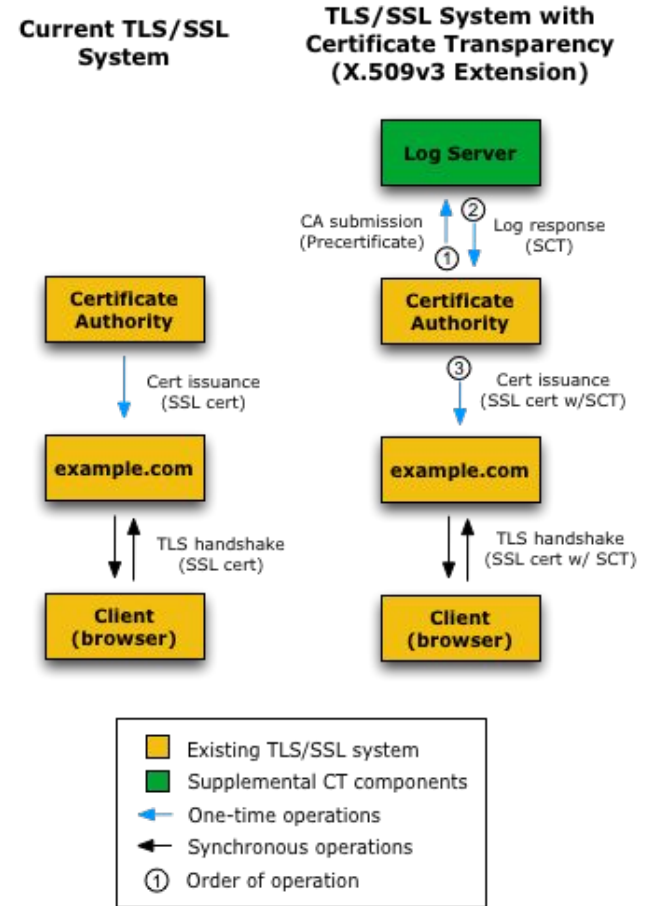 Current TLS/SSL
System
Certificate
Authority
Cert issuance
(SSL cert)
example.com
TLS handshake
(SSL cert)
Client
(browser)
TLS/SSL System with
Certificate Transparency
(X.509v3 Extension)
Log Server
CA submission
(Precertificate)
1
2
Log response
(SCT)
Certificate
Authority
3
Cert issuance
(SSL cert w/SCT)
example.com
TLS handshake
(SSL cert w/ SCT)
Client
(browser)
Existing TLS/SSL system
Supplemental CT components
One-time operations
Synchronous operations
1 Order of operation